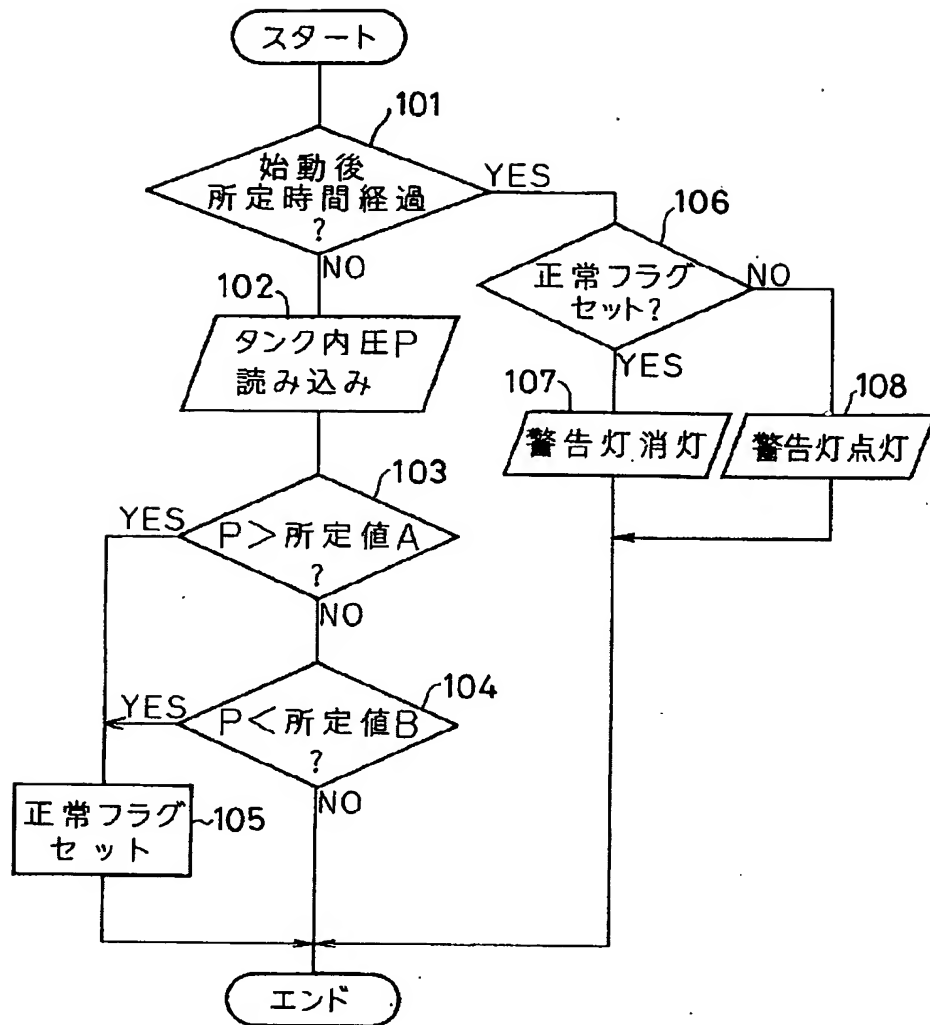 スタート
101
始動後
所定時間経過
?
YES
NO
102
タンク内圧P
読み込み
103
P>所定値A
?
YES
NO
104
P<所定値B
?
YES
NO
正常フラグ
セット
105
106
正常フラグ
セット?
NO
YES
107
警告灯消灯
108
警告灯点灯
エンド